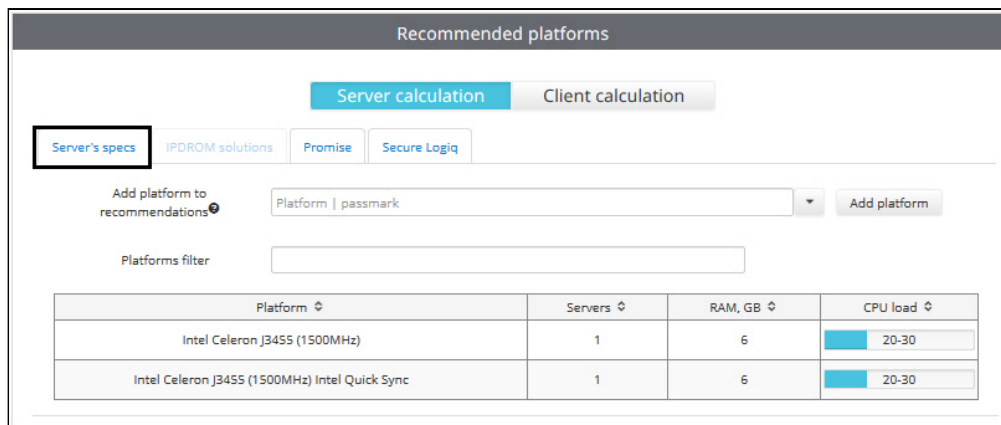 Recommended platforms
Server calculation Client calculation
Server's specs IPDROM solutions Promise Secure Logiq
Add platform to
recommendations? Platform | passmark Add platform
Platforms filter
Platform Servers RAM, GB CPU load
Intel Celeron J3455 (1500MHz) 1 6 20-30
Intel Celeron J3455 (1500MHz) Intel Quick Sync 1 6 20-30